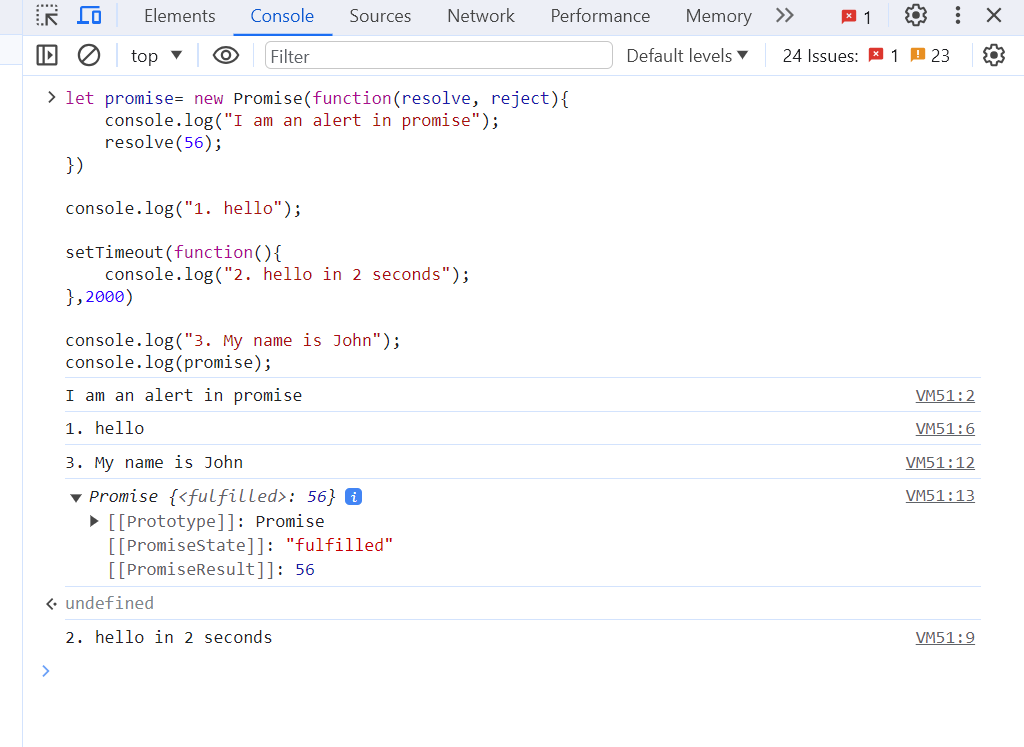 Elements Console Sources Network Performance Memory 1
top Filter Default levels 24 Issues: 1 23
let promise= new Promise(function(resolve, reject){
    console.log("I am an alert in promise");
    resolve(56);
})
console.log("1. hello");
setTimeout(function(){
    console.log("2. hello in 2 seconds");
},2000)
console.log("3. My name is John");
console.log(promise);
I am an alert in promise VM51:2
1. hello VM51:6
3. My name is John VM51:12
Promise {<fulfilled>: 56} i VM51:13
[[Prototype]]: Promise
[[PromiseState]]: "fulfilled"
[[PromiseResult]]: 56
undefined
2. hello in 2 seconds VM51:9